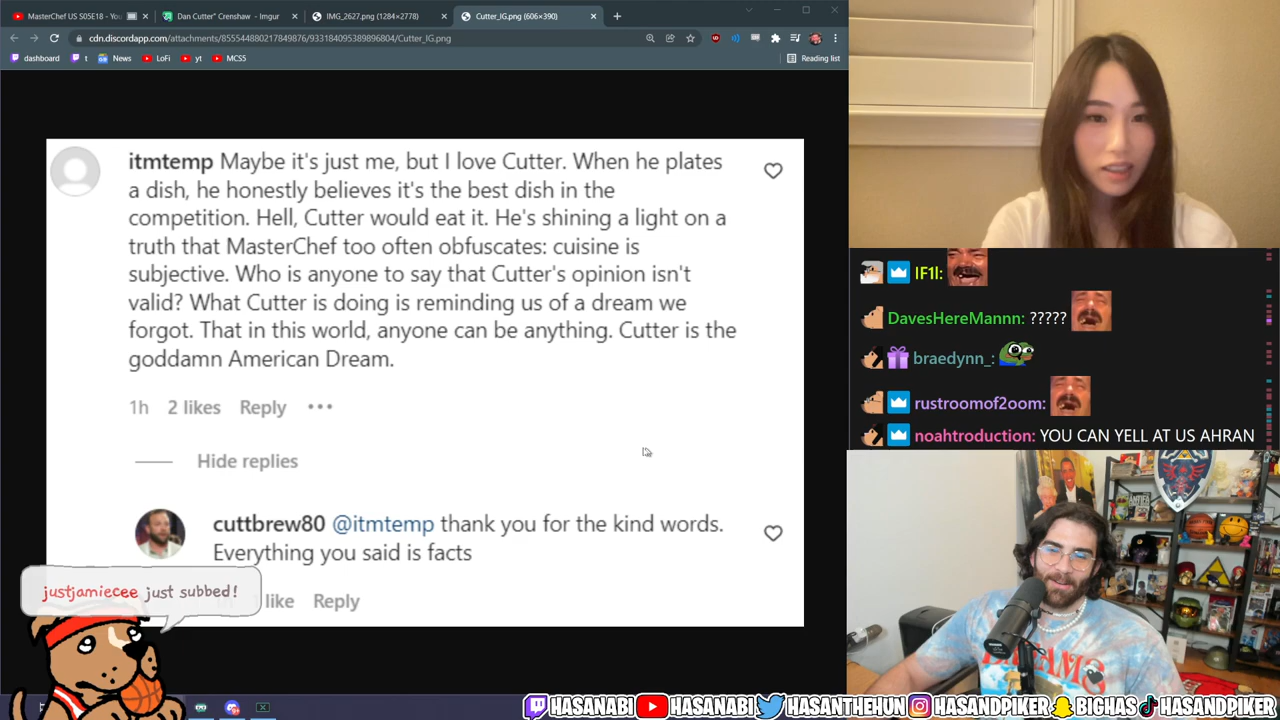 MasterChef US S05E18 - You
Dan Cutter" Crenshaw - Imgur
IMG_2627.png (1284×2778)
Cutter_IG.png (606×390)
cdn.discordapp.com/attachments/855544880217849876/933184095389896804/Cutter_IG.png
dashboard
t
News
LoFi
yt
MCS5
Reading list
itmtemp Maybe it's just me, but I love Cutter. When he plates
a dish, he honestly believes it's the best dish in the
competition. Hell, Cutter would eat it. He's shining a light on a
truth that MasterChef too often obfuscates: cuisine is
subjective. Who is anyone to say that Cutter's opinion isn't
valid? What Cutter is doing is reminding us of a dream we
forgot. That in this world, anyone can be anything. Cutter is the
goddamn American Dream.
1h 2 likes Reply
Hide replies
cuttbrew80 @itmtemp thank you for the kind words.
Everything you said is facts
like Reply
justjamiecee just subbed!
IF1l:
DavesHereMannn: ?????
braedynn_:
rustroomof2oom:
noahtroduction: YOU CAN YELL AT US AHRAN
ANTIFA
HASANABI HASANABI HASANTHEHUN HASANDPIKER BIGHAS HASANDPIKER